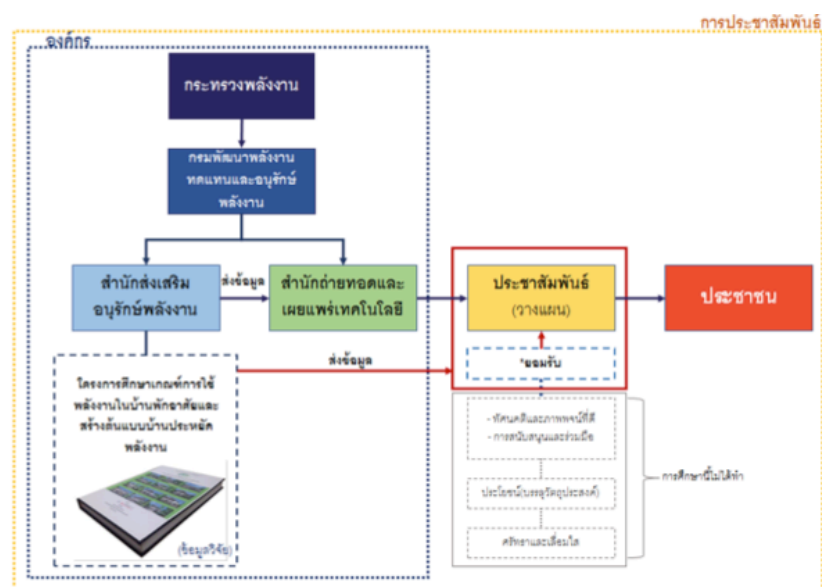 การประชาสัมพันธ์
องค์กร
กระทรวงพลังงาน
กรมพัฒนาพลังงาน
ทดแทนและอนุรักษ์
พลังงาน
สำนักส่งเสริม
อนุรักษ์พลังงาน
ส่งข้อมูล
สำนักถ่ายทอดและ
เผยแพร่เทคโนโลยี
ประชาสัมพันธ์
(วางแผน)
ประชาชน
ส่งข้อมูล
*ยอมรับ
โครงการศึกษาเกณฑ์การใช้
พลังงานในบ้านพักอาศัยและ
สร้างต้นแบบบ้านประหยัด
พลังงาน
(ข้อมูลวิจัย)
- ทัศนคติและภาพพจน์ที่ดี
- การสนับสนุนและร่วมมือ
ประโยชน์(บรรลุวัตถุประสงค์)
ศรัทธาและเลื่อมใส
การศึกษานี้ไม่ได้ทำ